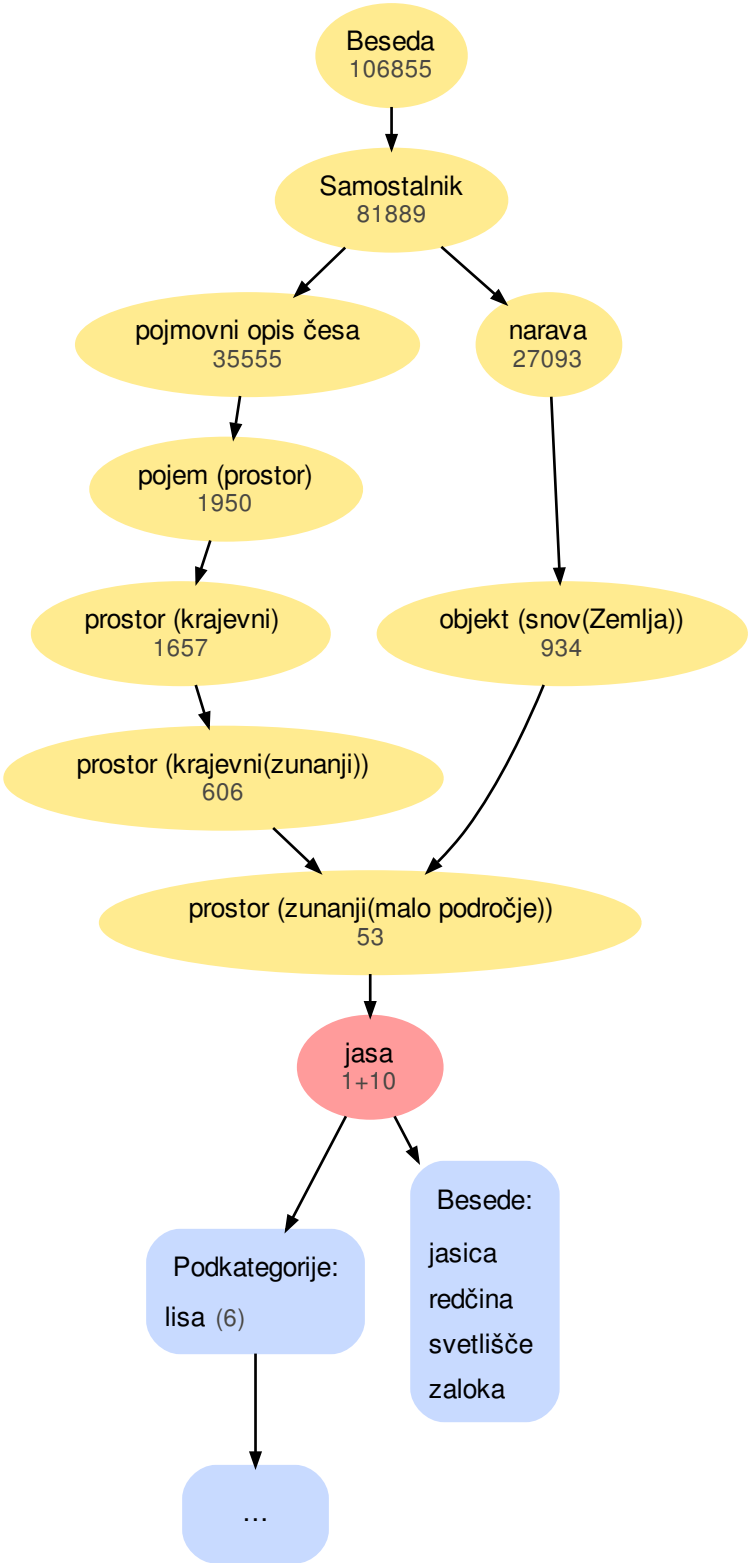 Beseda
106855
Samostalnik
81889
pojmovni opis česa
35555
narava
27093
pojem (prostor)
1950
prostor (krajevni)
1657
objekt (snov(Zemlja))
934
prostor (krajevni(zunanji))
606
prostor (zunanji(malo področje))
53
jasa
1+10
Podkategorije:
lisa (6)
Besede:
jasica
redčina
svetlišče
zaloka
...